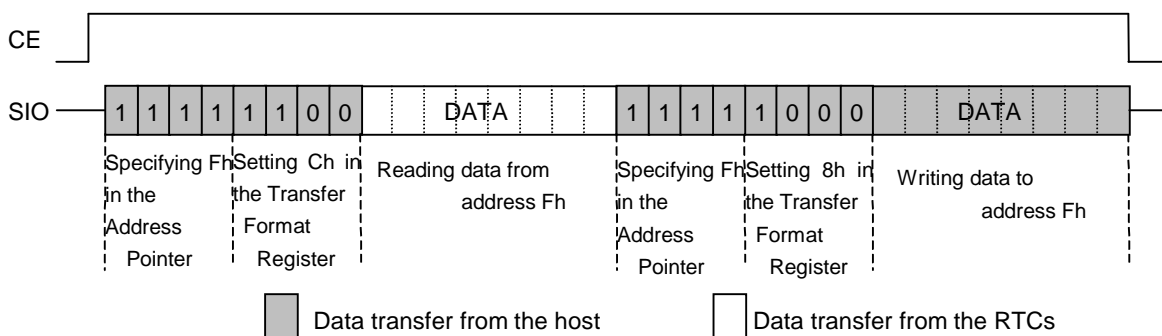 CE
SIO
1 1 1 1 1 1 0 0 DATA 1 1 1 1 1 0 0 0 DATA
Specifying Fh
in the
Address
Pointer
Setting Ch in
the Transfer
Format
Register
Reading data from
address Fh
Specifying Fh
in the
Address
Pointer
Setting 8h in
the Transfer
Format
Register
Writing data to
address Fh
Data transfer from the host
Data transfer from the RTCs